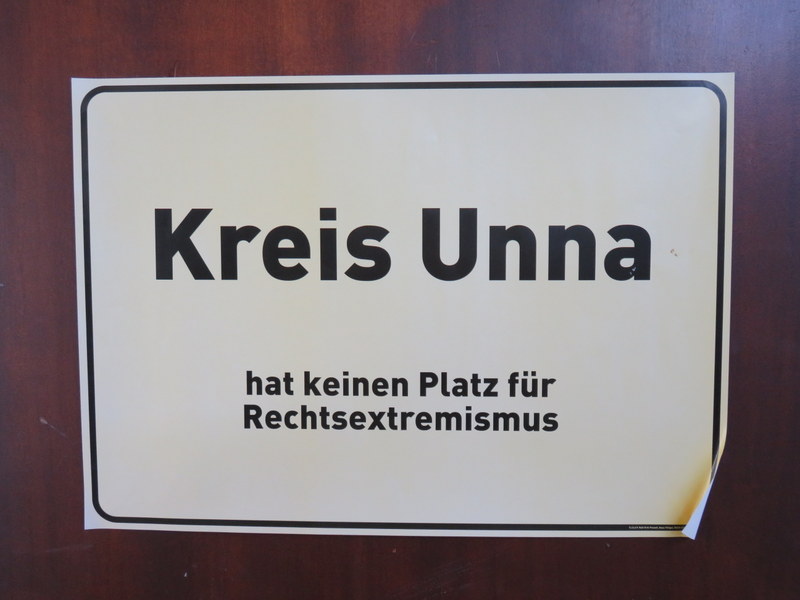 Kreis Unna
hat keinen Platz für
Rechtsextremismus